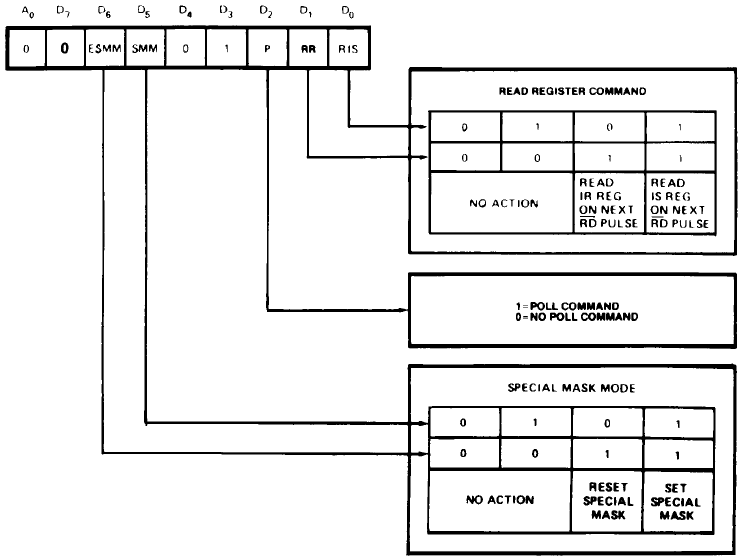 A0 D7 D6 D5 D4 D3 D2 D1 D0
0 0 ESMM SMM 0 1 P RR RIS
READ REGISTER COMMAND
0 1 0 1
0 0 1 1
NO ACTION
READ
IR REG
ON NEXT
RD PULSE
READ
IS REG
ON NEXT
RD PULSE
1=POLL COMMAND
0=NO POLL COMMAND
SPECIAL MASK MODE
0 1 0 1
0 0 1 1
NO ACTION
RESET
SPECIAL
MASK
SET
SPECIAL
MASK